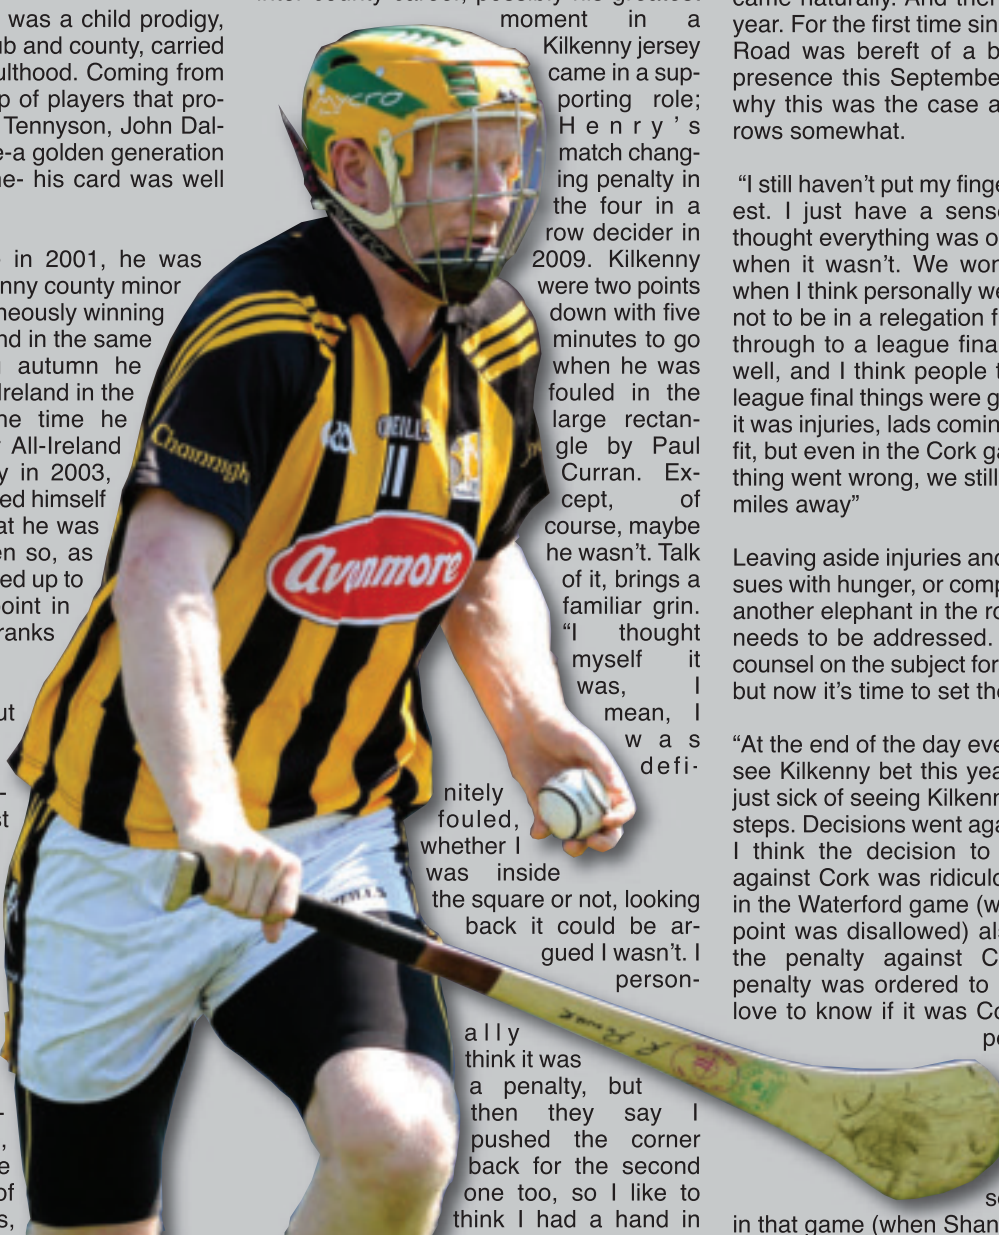 was a child prodigy,
ub and county, carried
ulthood. Coming from
p of players that pro-
Tennyson, John Dal-
e-a golden generation
ne- his card was well
in 2001, he was
nny county minor
neously winning
nd in the same
autumn he
Ireland in the
ne time he
All-Ireland
y in 2003,
ed himself
at he was
en so, as
ed up to
point in
ranks
ut
st
e
of
s,
moment in a
Kilkenny jersey
came in a sup-
porting role;
Henry's
match chang-
ing penalty in
the four in a
row decider in
2009. Kilkenny
were two points
down with five
minutes to go
when he was
fouled in the
large rectan-
gle by Paul
Curran. Ex-
cept, of
course, maybe
he wasn't. Talk
of it, brings a
familiar grin.
“I thought
myself it
was, I
mean, I
was
defi-
nitely
fouled,
whether I
was inside
the square or not, looking
back it could be ar-
gued I wasn't. I
person-
ally
think it was
a penalty, but
then they say I
pushed the corner
back for the second
one too, so I like to
think I had a hand in
year. For the first time sin
Road was bereft of a b
presence this Septembe
why this was the case a
rows somewhat.
“I still haven't put my finge
est. I just have a sense
thought everything was o
when it wasn't. We won
when I think personally we
not to be in a relegation f
through to a league fina
well, and I think people t
league final things were g
it was injuries, lads comin
fit, but even in the Cork ga
thing went wrong, we still
miles away”
Leaving aside injuries and
sues with hunger, or comp
another elephant in the ro
needs to be addressed.
counsel on the subject for
but now it's time to set the
“At the end of the day eve
see Kilkenny bet this yea
just sick of seeing Kilkenn
steps. Decisions went aga
I think the decision to
against Cork was ridiculo
in the Waterford game (w
point was disallowed) als
the penalty against C
penalty was ordered to
love to know if it was Co
pe
so
in that game (when Shan
mycro
mycro
O'NEILLS
11
Avonmore
O'NEILLS